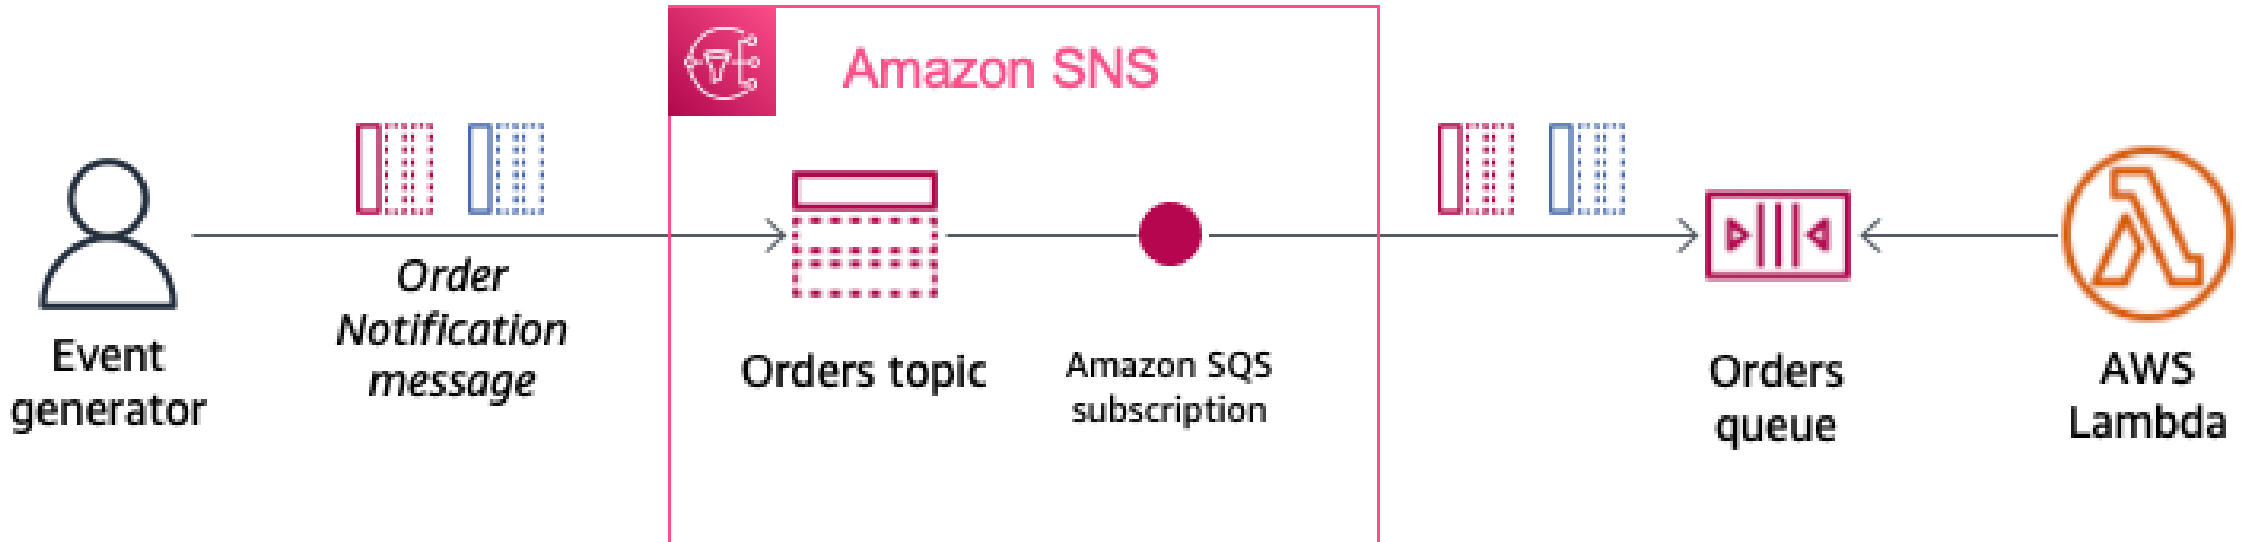 Amazon SNS
Order
Notification
message
Event
generator
Orders topic
Amazon SQS
subscription
Orders
queue
AWS
Lambda